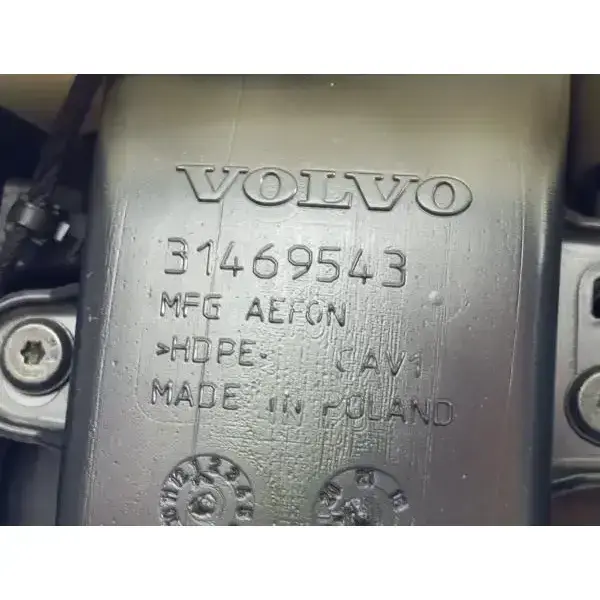 VOLVO
31469543
MFG AEFON
>HDPE< CAV1
MADE IN POLAND